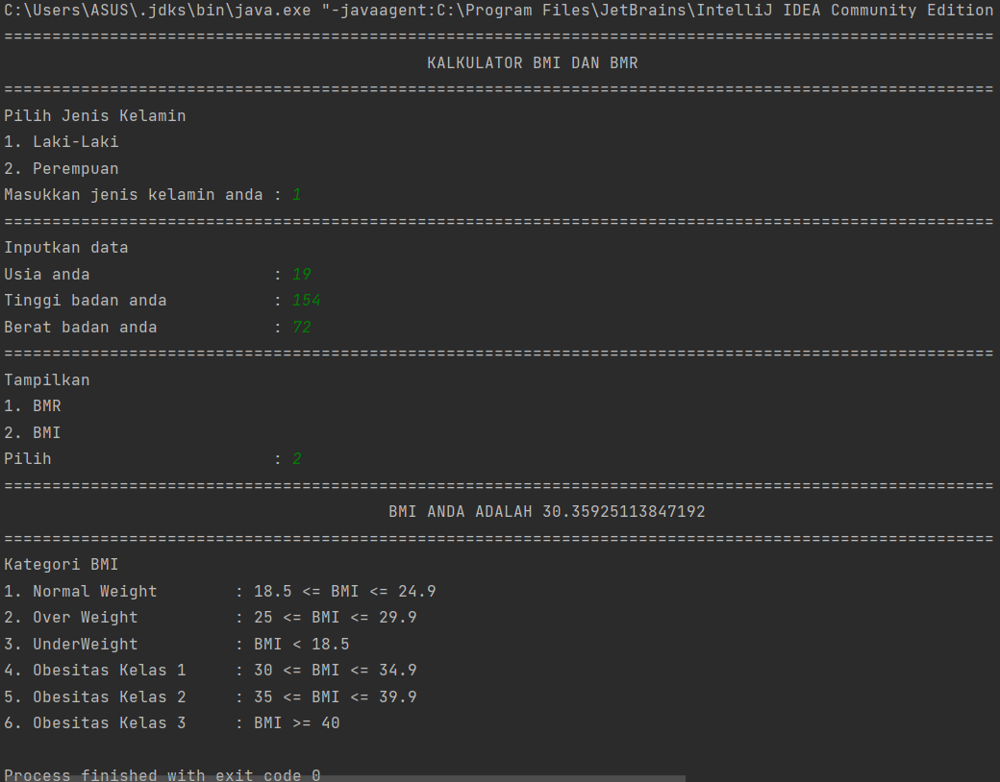 C:\Users\ASUS\.jdks\bin\java.exe "-javaagent:C:\Program Files\JetBrains\IntelliJ IDEA Community Edition
=======================================================================================================
KALKULATOR BMI DAN BMR
=======================================================================================================
Pilih Jenis Kelamin
1. Laki-Laki
2. Perempuan
Masukkan jenis kelamin anda : 1
=======================================================================================================
Inputkan data
Usia anda                   : 19
Tinggi badan anda           : 154
Berat badan anda            : 72
=======================================================================================================
Tampilkan
1. BMR
2. BMI
Pilih                       : 2
=======================================================================================================
BMI ANDA ADALAH 30.35925113847192
=======================================================================================================
Kategori BMI
1. Normal Weight        : 18.5 <= BMI <= 24.9
2. Over Weight          : 25 <= BMI <= 29.9
3. UnderWeight          : BMI < 18.5
4. Obesitas Kelas 1     : 30 <= BMI <= 34.9
5. Obesitas Kelas 2     : 35 <= BMI <= 39.9
6. Obesitas Kelas 3     : BMI >= 40
Process finished with exit code 0